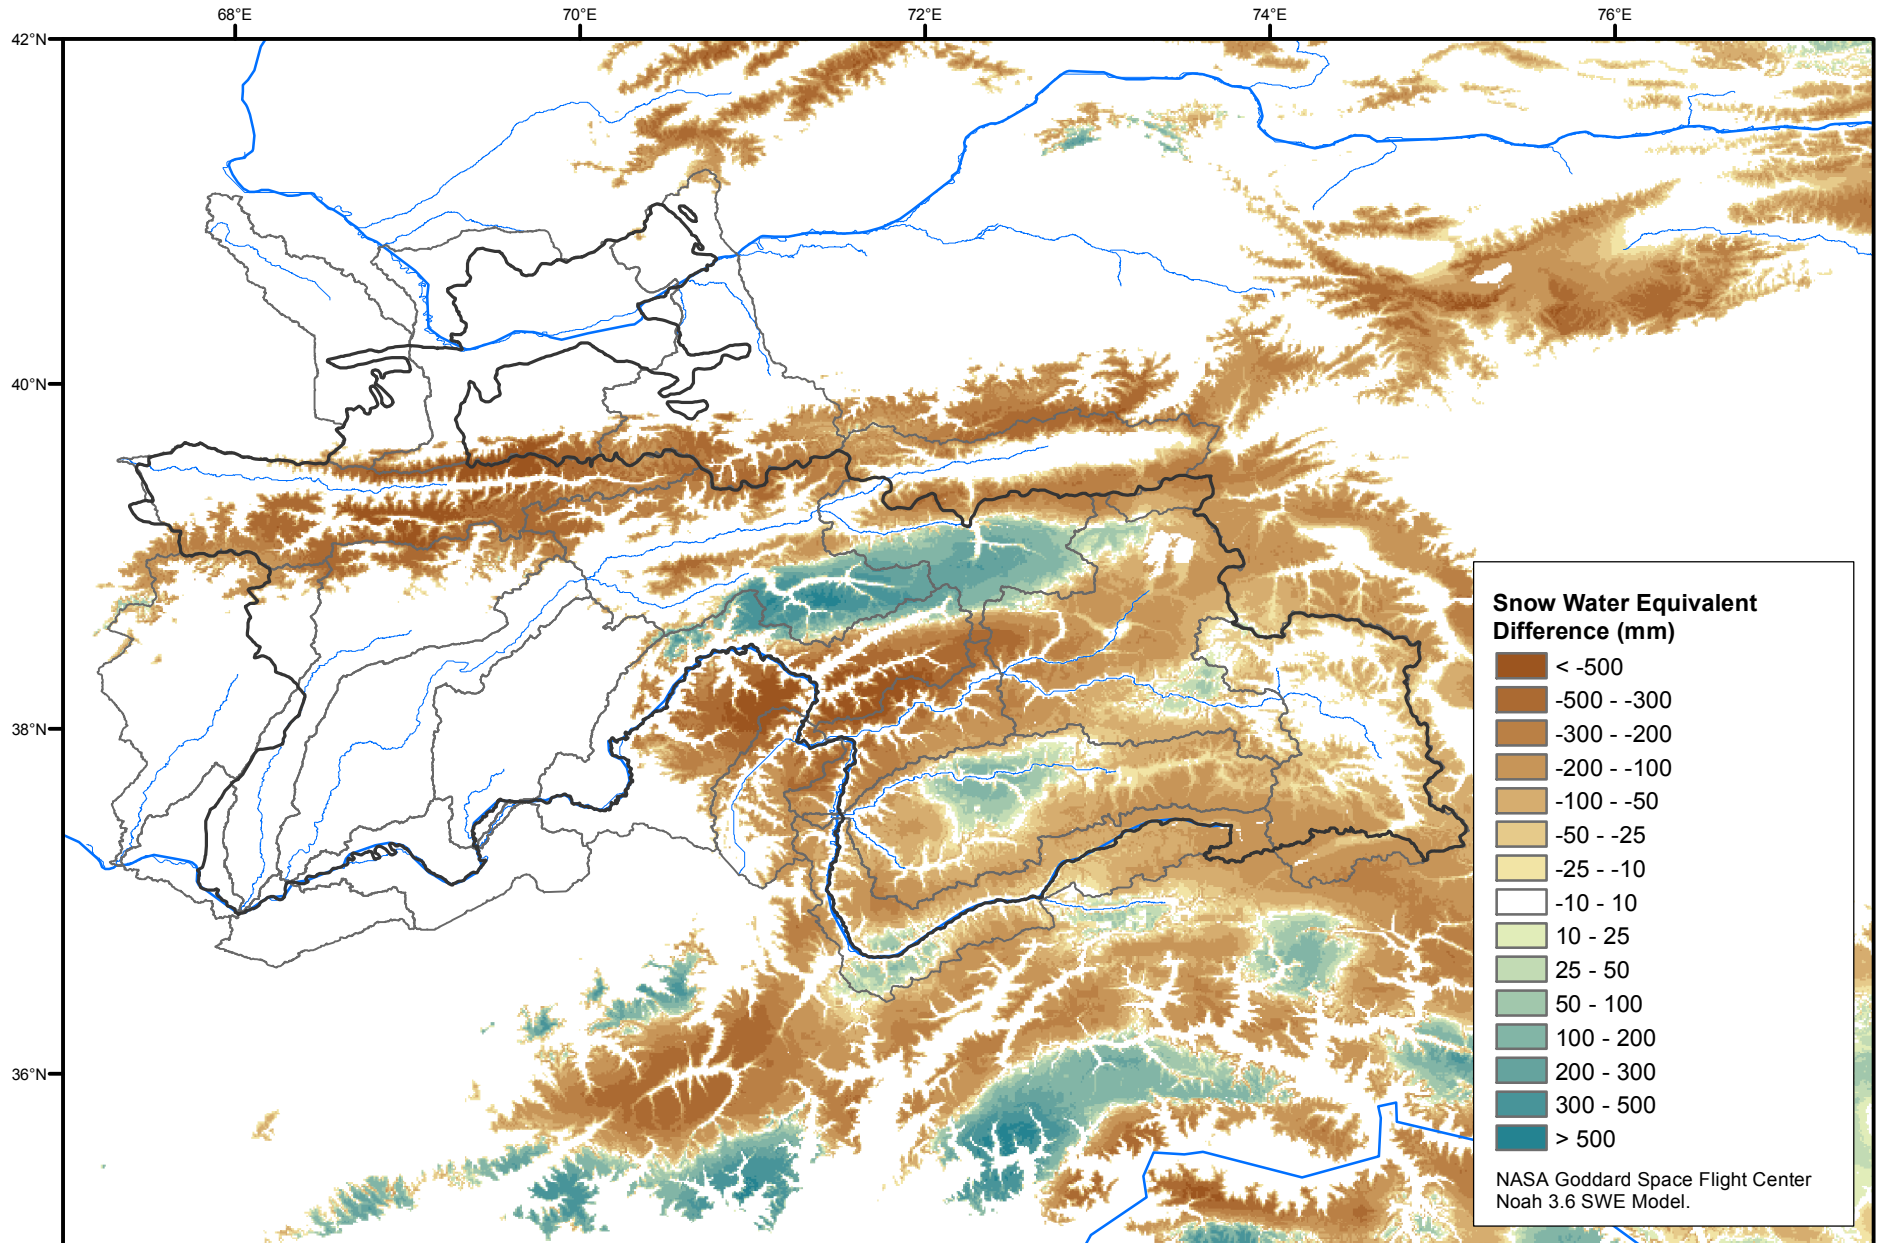 68°E 70°E 72°E 74°E 76°E
42°N
40°N
38°N
36°N
Snow Water Equivalent
Difference (mm)
< -500
-500 - -300
-300 - -200
-200 - -100
-100 - -50
-50 - -25
-25 - -10
-10 - 10
10 - 25
25 - 50
50 - 100
100 - 200
200 - 300
300 - 500
> 500
NASA Goddard Space Flight Center
Noah 3.6 SWE Model.